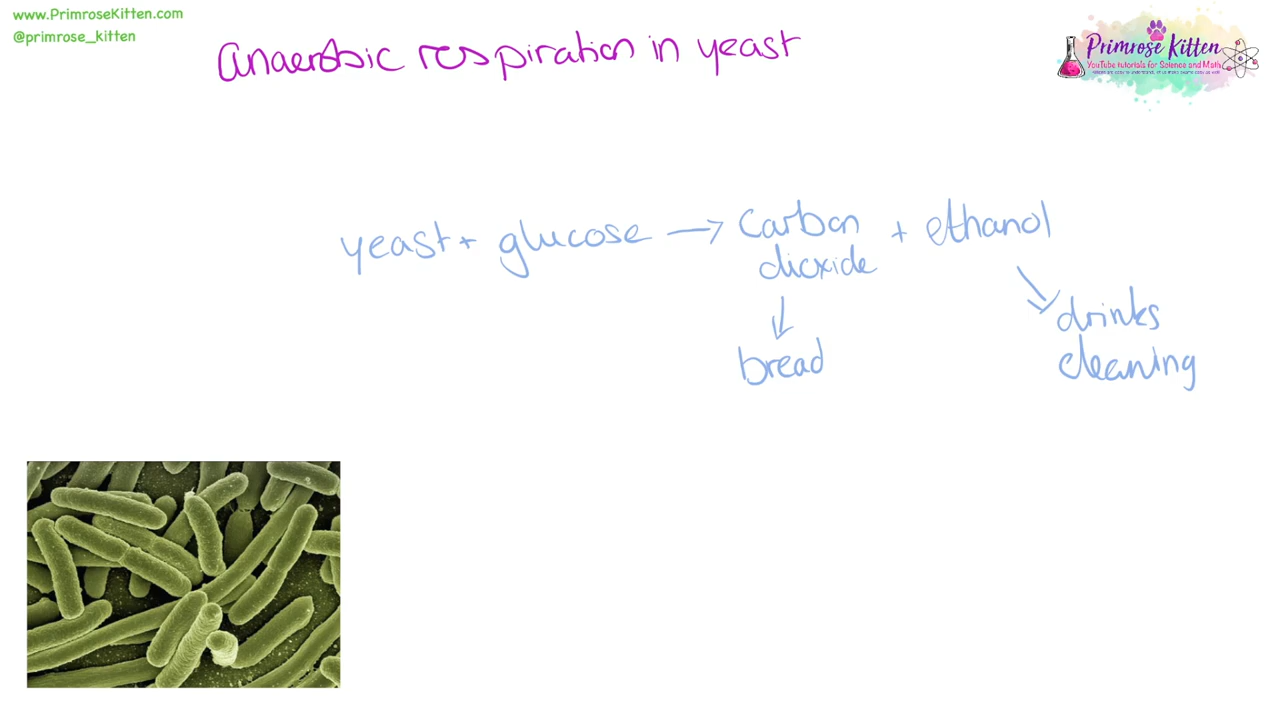 www.PrimroseKitten.com
@primrose_kitten
anaerobic respiration in yeast
Primrose Kitten
YouTube tutorials for Science and Math
yeast + glucose → carbon dioxide + ethanol
↓ bread
↘ drinks
cleaning